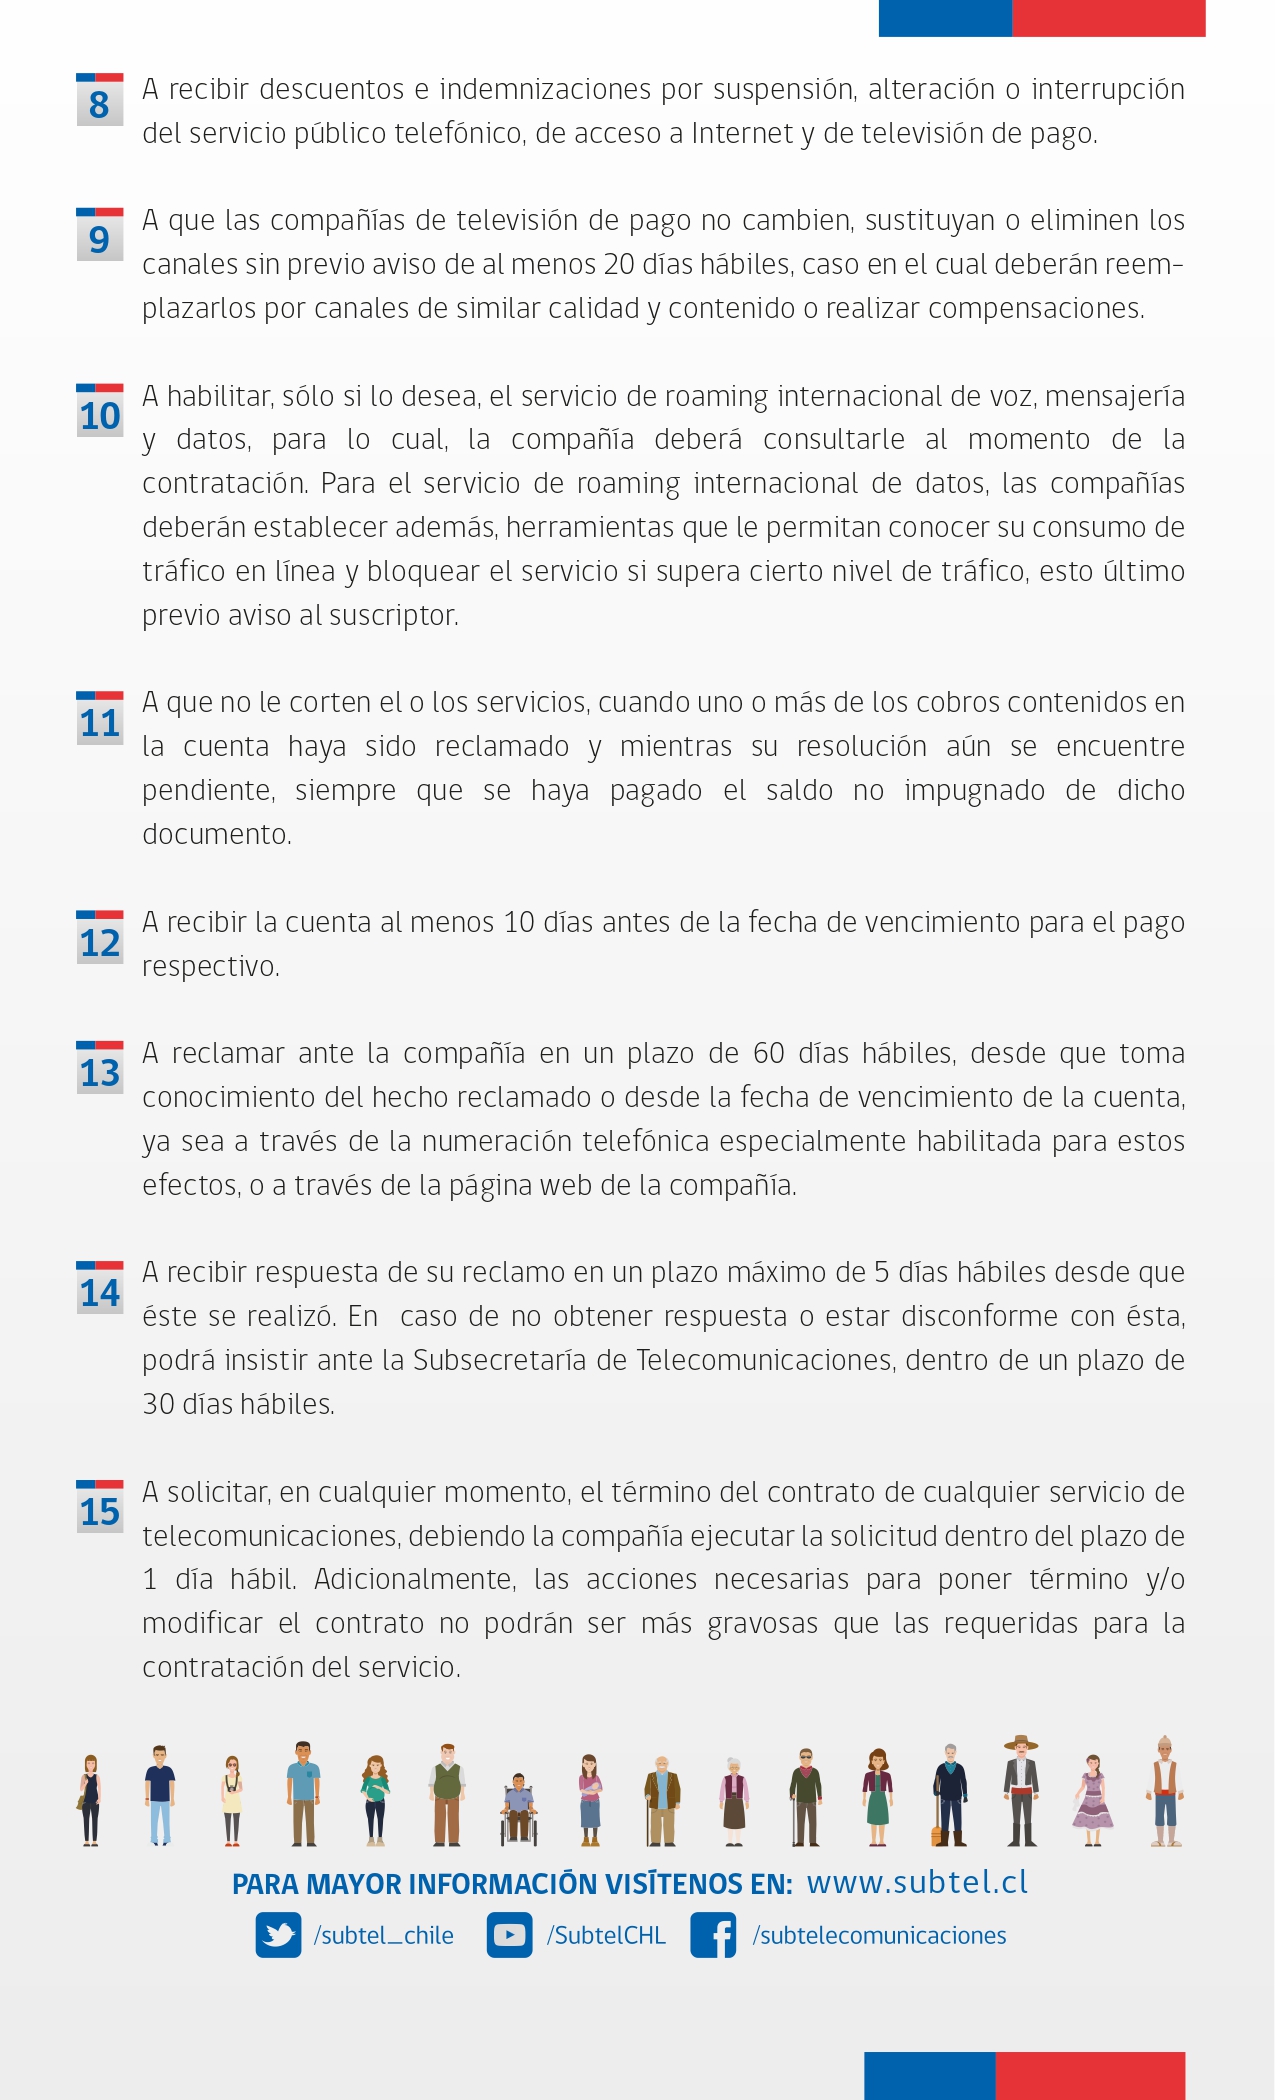 8
A recibir descuentos e indemnizaciones por suspensión, alteración o interrupción
del servicio público telefónico, de acceso a Internet y de televisión de pago.
9
A que las compañías de televisión de pago no cambien, sustituyan o eliminen los
canales sin previo aviso de al menos 20 días hábiles, caso en el cual deberán reem-
plazarlos por canales de similar calidad y contenido o realizar compensaciones.
10
A habilitar, sólo si lo desea, el servicio de roaming internacional de voz, mensajería
y datos, para lo cual, la compañía deberá consultarle al momento de la
contratación. Para el servicio de roaming internacional de datos, las compañías
deberán establecer además, herramientas que le permitan conocer su consumo de
tráfico en línea y bloquear el servicio si supera cierto nivel de tráfico, esto último
previo aviso al suscriptor.
11
A que no le corten el o los servicios, cuando uno o más de los cobros contenidos en
la cuenta haya sido reclamado y mientras su resolución aún se encuentre
pendiente, siempre que se haya pagado el saldo no impugnado de dicho
documento.
12
A recibir la cuenta al menos 10 días antes de la fecha de vencimiento para el pago
respectivo.
13
A reclamar ante la compañía en un plazo de 60 días hábiles, desde que toma
conocimiento del hecho reclamado o desde la fecha de vencimiento de la cuenta,
ya sea a través de la numeración telefónica especialmente habilitada para estos
efectos, o a través de la página web de la compañía.
14
A recibir respuesta de su reclamo en un plazo máximo de 5 días hábiles desde que
éste se realizó. En caso de no obtener respuesta o estar disconforme con ésta,
podrá insistir ante la Subsecretaría de Telecomunicaciones, dentro de un plazo de
30 días hábiles.
15
A solicitar, en cualquier momento, el término del contrato de cualquier servicio de
telecomunicaciones, debiendo la compañía ejecutar la solicitud dentro del plazo de
1 día hábil. Adicionalmente, las acciones necesarias para poner término y/o
modificar el contrato no podrán ser más gravosas que las requeridas para la
contratación del servicio.
PARA MAYOR INFORMACIÓN VISÍTENOS EN: www.subtel.cl
/subtel_chile /SubtelCHL /subtelecomunicaciones